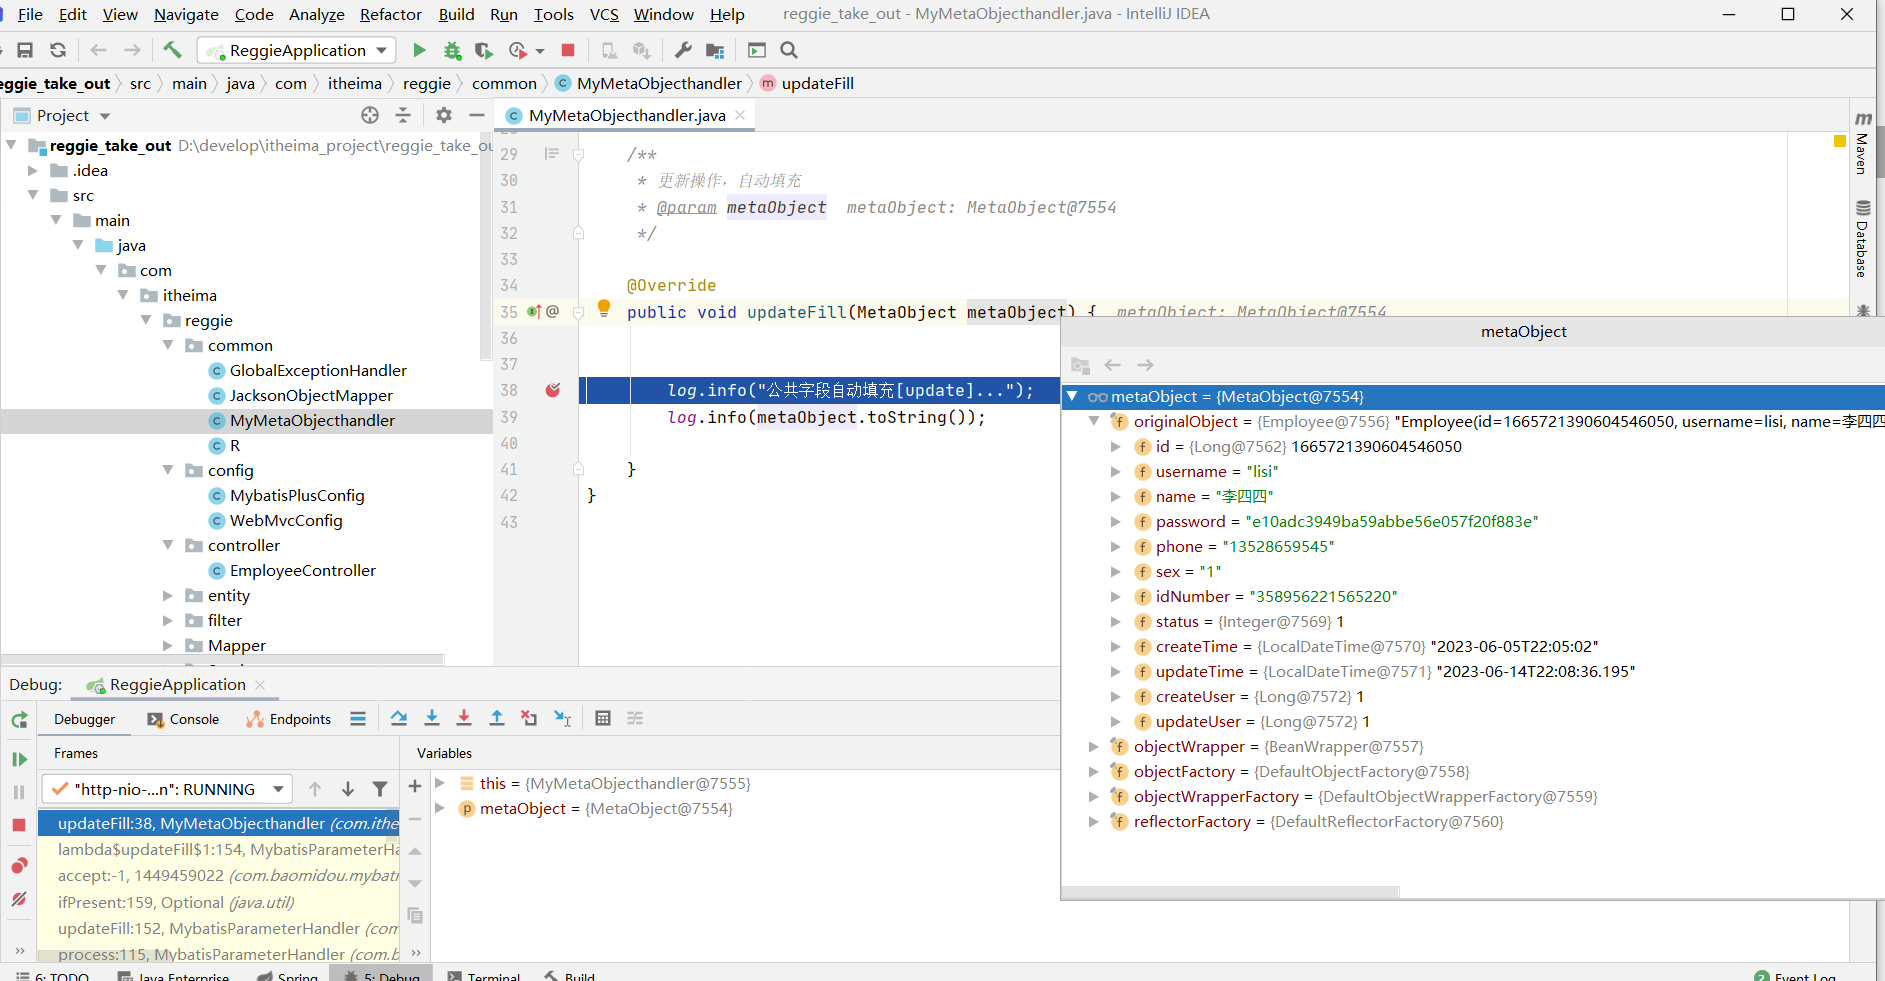 File Edit View Navigate Code Analyze Refactor Build Run Tools VCS Window Help reggie_take_out - MyMetaObjecthandler.java - IntelliJ IDEA
ReggieApplication
eggie_take_out src main java com itheima reggie common MyMetaObjecthandler updateFill
Project
MyMetaObjecthandler.java
reggie_take_out D:\develop\itheima_project\reggie_take_ou
.idea
src
main
java
com
itheima
reggie
common
GlobalExceptionHandler
JacksonObjectMapper
MyMetaObjecthandler
R
config
MybatisPlusConfig
WebMvcConfig
controller
EmployeeController
entity
filter
Mapper
29 /**
30 * 更新操作，自动填充
31 * @param metaObject metaObject: MetaObject@7554
32 */
33
34 @Override
35 public void updateFill(MetaObject metaObject) { metaObject: MetaObject@7554
36
37
38 log.info("公共字段自动填充[update]...");
39 log.info(metaObject.toString());
40
41 }
42 }
43
Maven
Database
metaObject
metaObject = {MetaObject@7554}
originalObject = {Employee@7556} "Employee(id=1665721390604546050, username=lisi, name=李四四
id = {Long@7562} 1665721390604546050
username = "lisi"
name = "李四四"
password = "e10adc3949ba59abbe56e057f20f883e"
phone = "13528659545"
sex = "1"
idNumber = "358956221565220"
status = {Integer@7569} 1
createTime = {LocalDateTime@7570} "2023-06-05T22:05:02"
updateTime = {LocalDateTime@7571} "2023-06-14T22:08:36.195"
createUser = {Long@7572} 1
updateUser = {Long@7572} 1
objectWrapper = {BeanWrapper@7557}
objectFactory = {DefaultObjectFactory@7558}
objectWrapperFactory = {DefaultObjectWrapperFactory@7559}
reflectorFactory = {DefaultReflectorFactory@7560}
Debug: ReggieApplication
Debugger Console Endpoints
Frames
Variables
"http-nio-...n": RUNNING
updateFill:38, MyMetaObjecthandler (com.ithe
lambda$updateFill$1:154, MybatisParameterHa
accept:-1, 1449459022 (com.baomidou.mybati
ifPresent:159, Optional (java.util)
updateFill:152, MybatisParameterHandler (com
process:115, MybatisParameterHandler (com.b
this = {MyMetaObjecthandler@7555}
metaObject = {MetaObject@7554}
6: TODO Java Enterprise Spring 5: Debug Terminal Build 2 Event Log